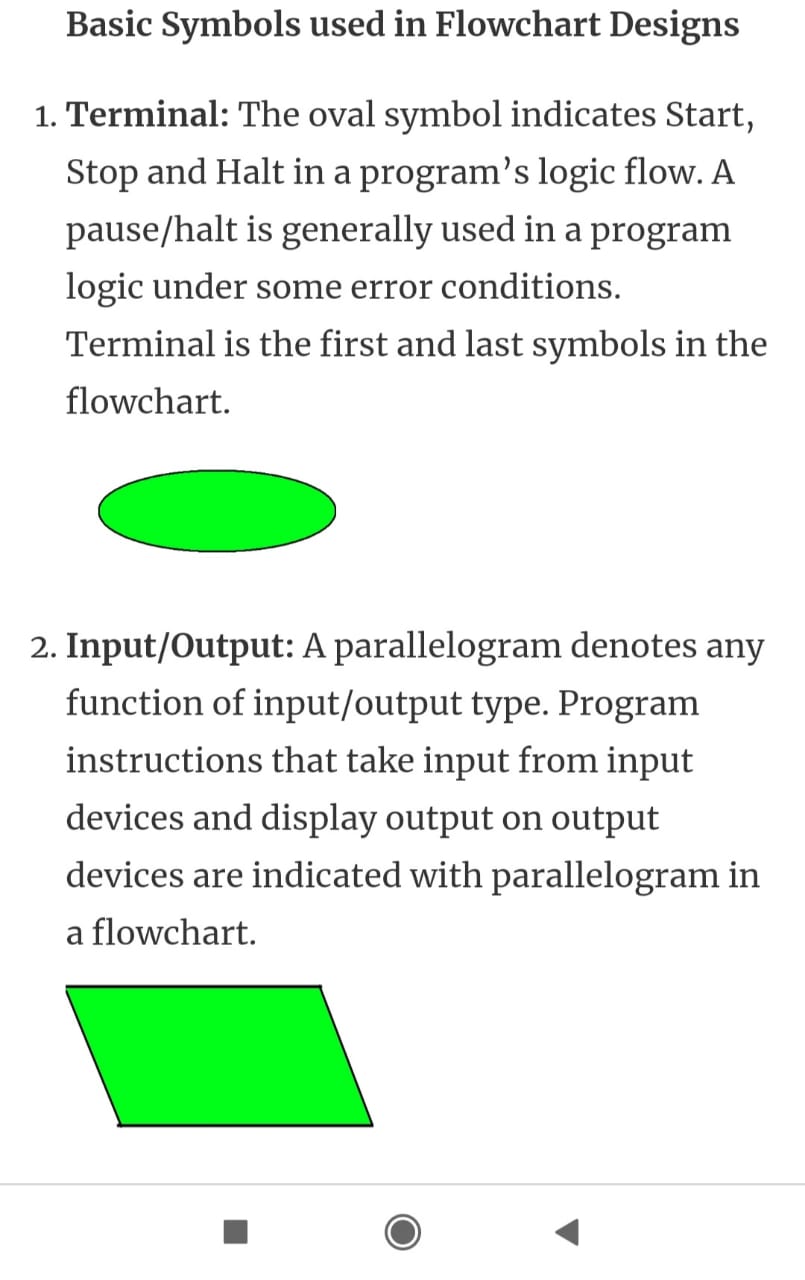 Basic Symbols used in Flowchart Designs
1. Terminal: The oval symbol indicates Start,
Stop and Halt in a program’s logic flow. A
pause/halt is generally used in a program
logic under some error conditions.
Terminal is the first and last symbols in the
flowchart.
2. Input/Output: A parallelogram denotes any
function of input/output type. Program
instructions that take input from input
devices and display output on output
devices are indicated with parallelogram in
a flowchart.